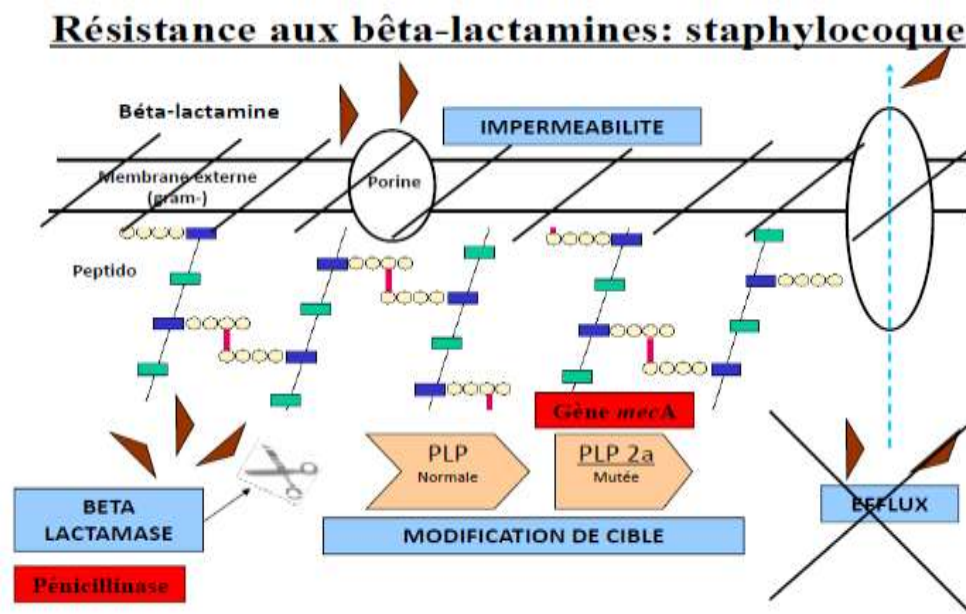 Résistance aux bêta-lactamines: staphylocoque
Béta-lactamine
IMPERMEABILITE
Membrane externe
(gram-)
Porine
Peptido
Gène mecA
PLP
Normale
PLP 2a
Mutée
BETA
LACTAMASE
EFFLUX
MODIFICATION DE CIBLE
Pénicillinase